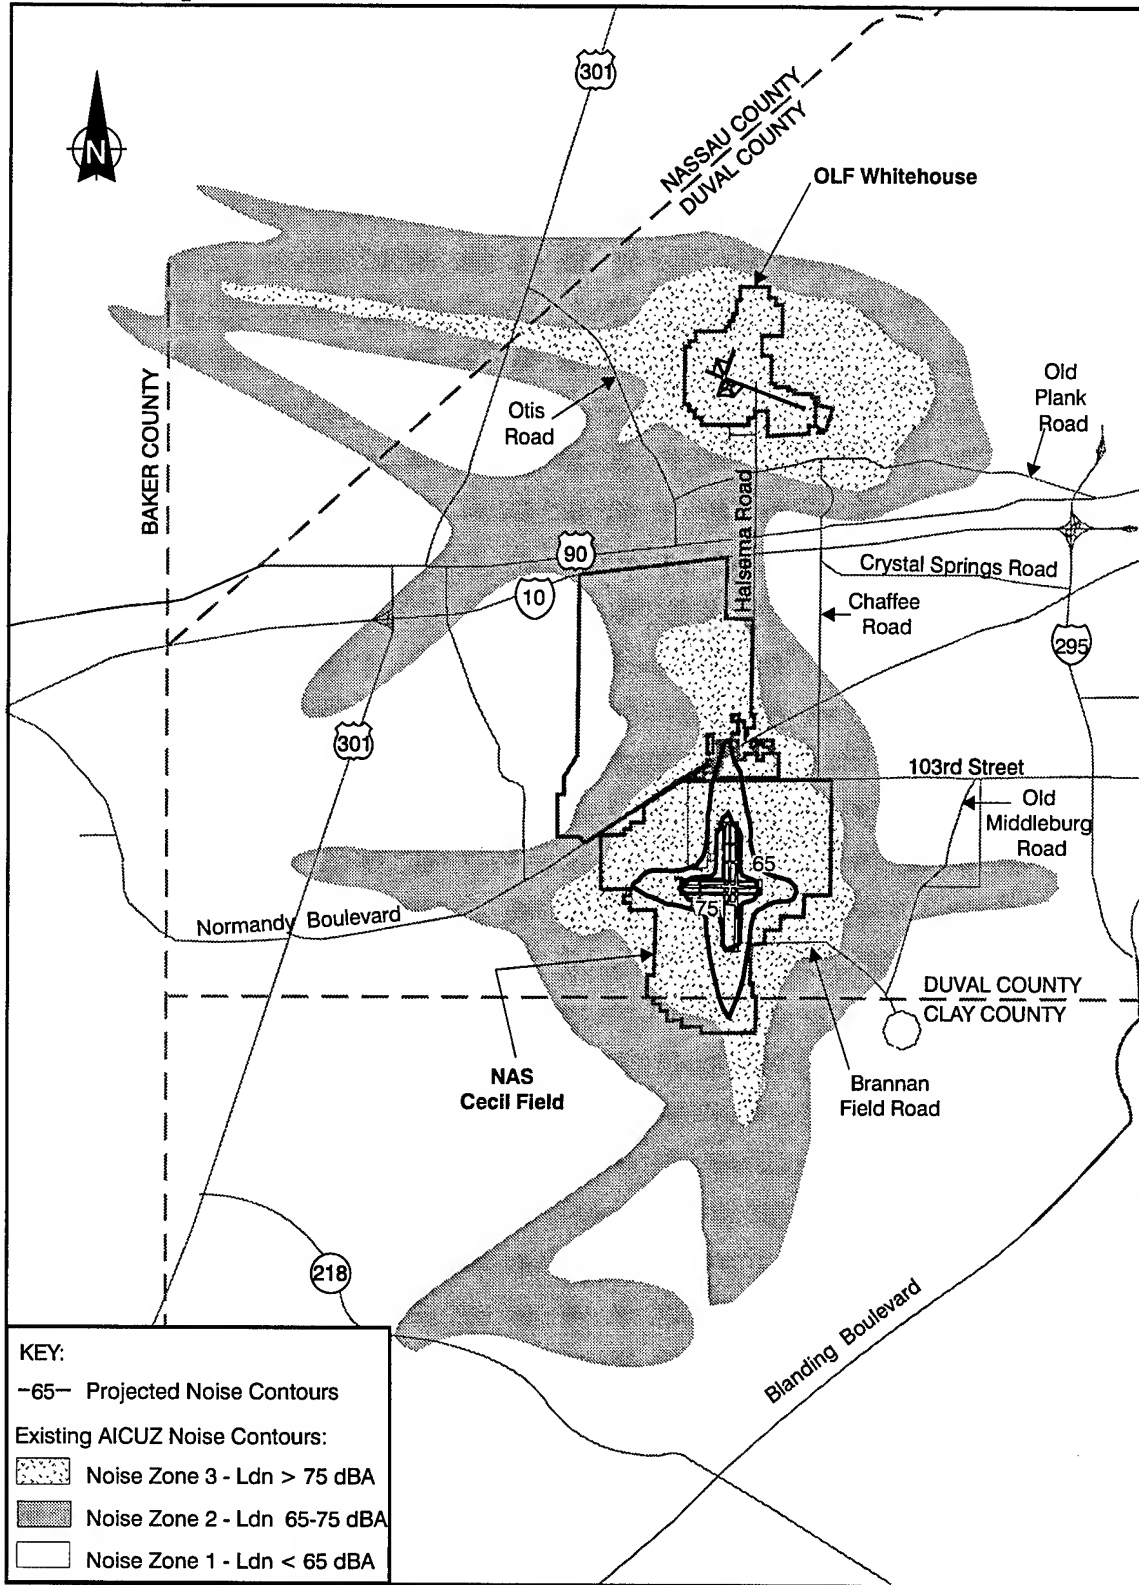 301
NASSAU COUNTY
DUVAL COUNTY
N
OLF Whitehouse
Otis
Road
Old
Plank
Road
BAKER COUNTY
Halsema Road
90
10
Crystal Springs Road
Chaffee
Road
295
301
103rd Street
Old
Middleburg
Road
65
75
Normandy Boulevard
DUVAL COUNTY
CLAY COUNTY
NAS
Cecil Field
Brannan
Field Road
218
Blanding Boulevard
KEY:
-65- Projected Noise Contours
Existing AICUZ Noise Contours:
Noise Zone 3 - Ldn > 75 dBA
Noise Zone 2 - Ldn 65-75 dBA
Noise Zone 1 - Ldn < 65 dBA